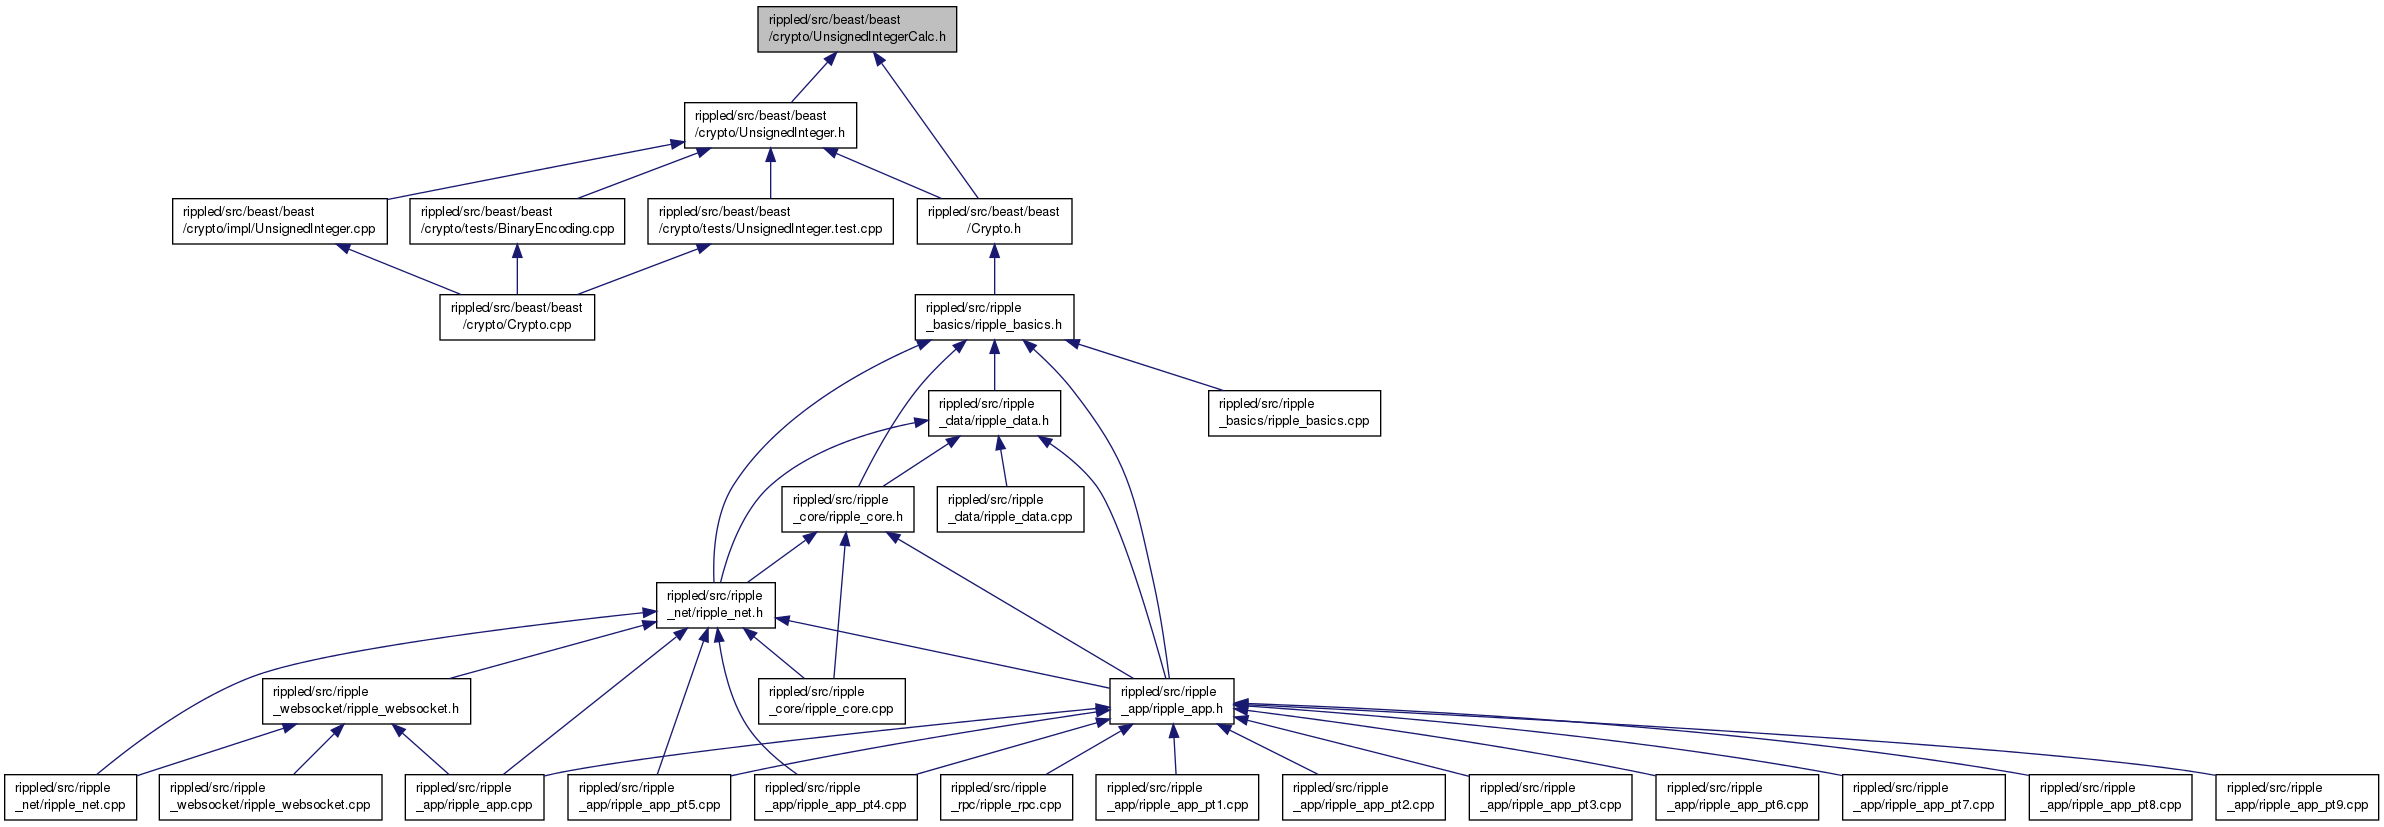 rippled/src/beast/beast
/crypto/UnsignedIntegerCalc.h
rippled/src/beast/beast
/crypto/UnsignedInteger.h
rippled/src/beast/beast
/crypto/impl/UnsignedInteger.cpp
rippled/src/beast/beast
/crypto/tests/BinaryEncoding.cpp
rippled/src/beast/beast
/crypto/tests/UnsignedInteger.test.cpp
rippled/src/beast/beast
/Crypto.h
rippled/src/beast/beast
/crypto/Crypto.cpp
rippled/src/ripple
_basics/ripple_basics.h
rippled/src/ripple
_data/ripple_data.h
rippled/src/ripple
_basics/ripple_basics.cpp
rippled/src/ripple
_core/ripple_core.h
rippled/src/ripple
_data/ripple_data.cpp
rippled/src/ripple
_net/ripple_net.h
rippled/src/ripple
_websocket/ripple_websocket.h
rippled/src/ripple
_core/ripple_core.cpp
rippled/src/ripple
_app/ripple_app.h
rippled/src/ripple
_net/ripple_net.cpp
rippled/src/ripple
_websocket/ripple_websocket.cpp
rippled/src/ripple
_app/ripple_app.cpp
rippled/src/ripple
_app/ripple_app_pt5.cpp
rippled/src/ripple
_app/ripple_app_pt4.cpp
rippled/src/ripple
_rpc/ripple_rpc.cpp
rippled/src/ripple
_app/ripple_app_pt1.cpp
rippled/src/ripple
_app/ripple_app_pt2.cpp
rippled/src/ripple
_app/ripple_app_pt3.cpp
rippled/src/ripple
_app/ripple_app_pt6.cpp
rippled/src/ripple
_app/ripple_app_pt7.cpp
rippled/src/ripple
_app/ripple_app_pt8.cpp
rippled/src/ripple
_app/ripple_app_pt9.cpp